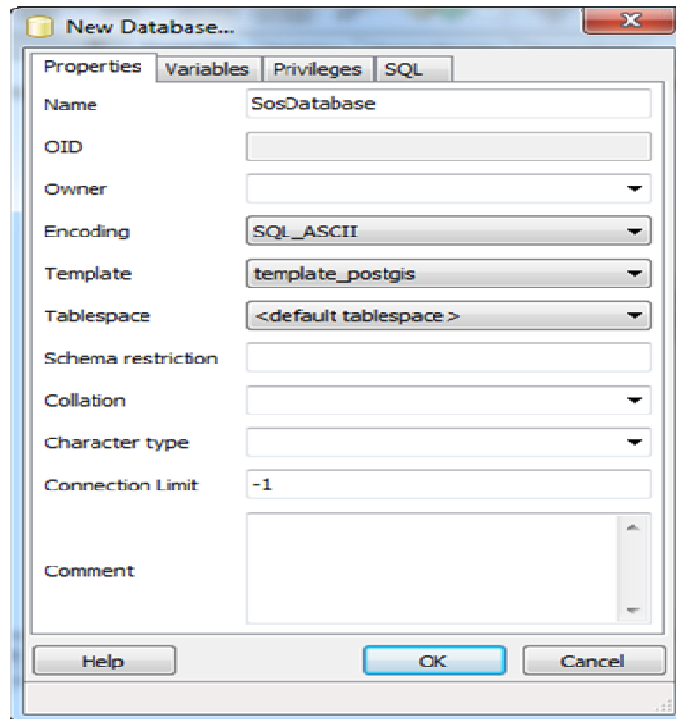 New Database...
Properties Variables Privileges SQL
Name SosDatabase
OID
Owner
Encoding SQL_ASCII
Template template_postgis
Tablespace <default tablespace>
Schema restriction
Collation
Character type
Connection Limit -1
Comment
Help OK Cancel